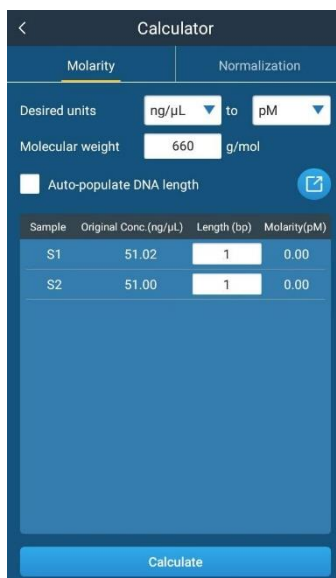 Calculator
Molarity Normalization
Desired units ng/µL to pM
Molecular weight 660 g/mol
Auto-populate DNA length
Sample Original Conc.(ng/µL) Length (bp) Molarity(pM)
S1 51.02 1 0.00
S2 51.00 1 0.00
Calculate